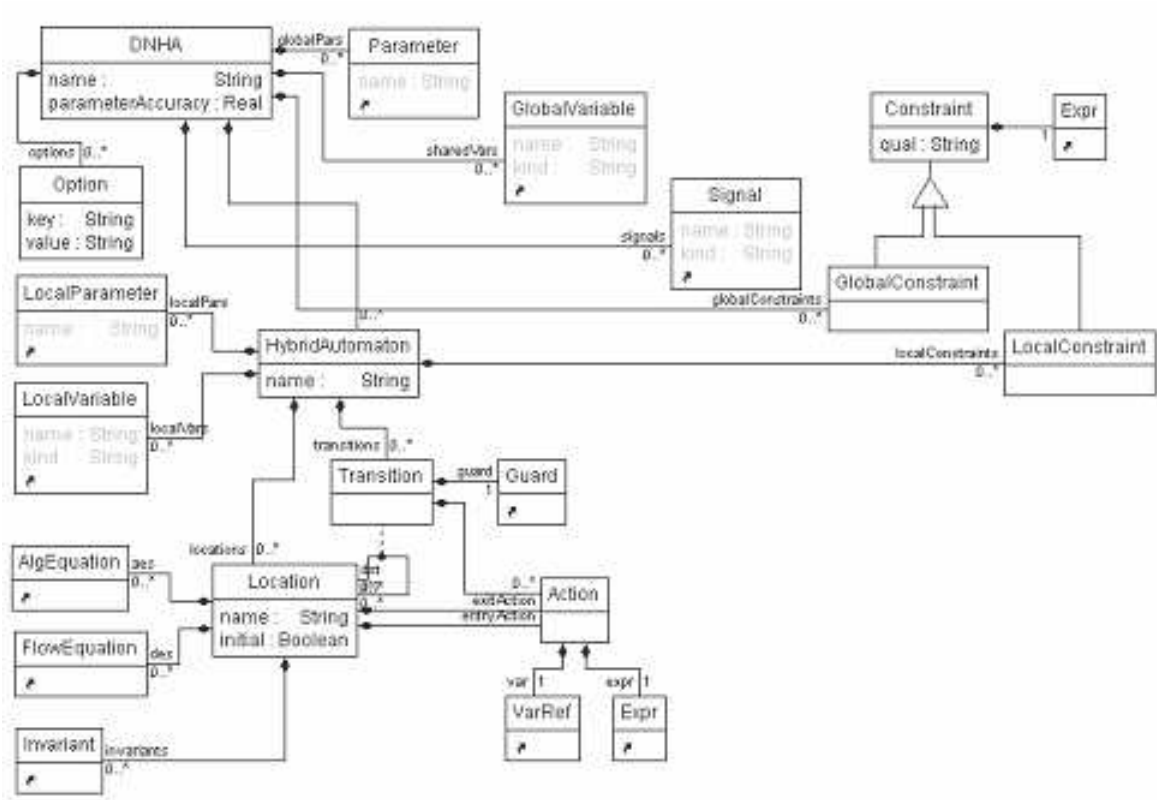 DNHA
name : String
parameterAccuracy : Real
globalPars
0..*
Parameter
name : String
sharedVars
0..*
GlobalVariable
name : String
kind : String
Constraint
qual : String
1
Expr
options 0..*
Option
key : String
value : String
signals
0..*
Signal
name : String
kind : String
globalConstraints
0..*
GlobalConstraint
LocalParameter
name : String
localPars
0..*
0..*
HybridAutomaton
name : String
localConstraints
0..*
LocalConstraint
LocalVariable
name : String
kind : String
localVars
0..*
transitions 0..*
Transition
guard
1
Guard
locations 0..*
AlgEquation
aes
0..*
Location
name : String
initial : Boolean
0..*
0..*
exitAction
entryAction
Action
FlowEquation
des
0..*
var 1
expr 1
VarRef
Expr
Invariant
invariants
0..*